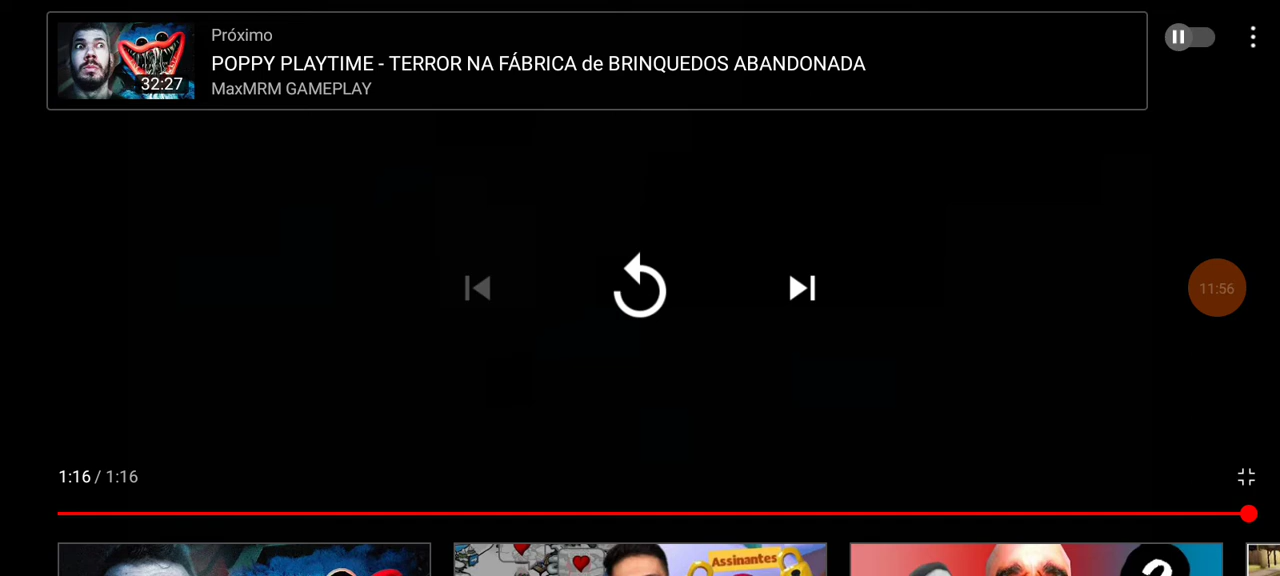 Próximo
POPPY PLAYTIME - TERROR NA FÁBRICA de BRINQUEDOS ABANDONADA
32:27
MaxMRM GAMEPLAY
11:56
1:16 / 1:16
Assinantes
?